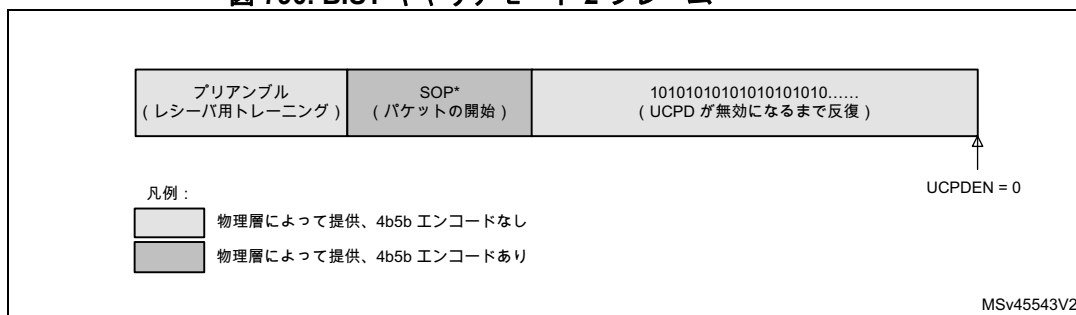 プリアンブル
（レシーバ用トレーニング）
SOP*
（パケットの開始）
10101010101010101010......
（UCPD が無効になるまで反復）
UCPDEN = 0
凡例：
物理層によって提供、4b5b エンコードなし
物理層によって提供、4b5b エンコードあり
MSv45543V2